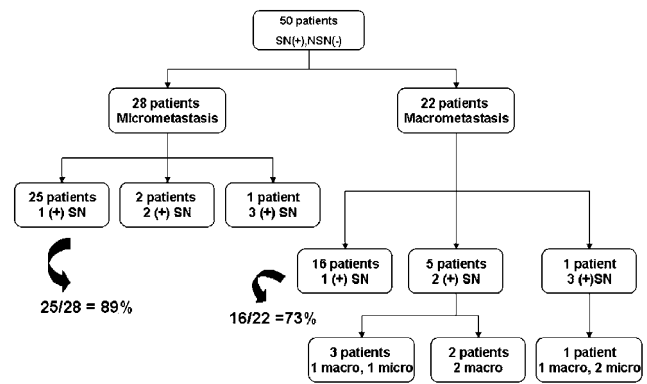 50 patients
SN(+),NSN(-)
28 patients
MIcrometastasis
22 patients
Macrometastasis
25 patients
1 (+) SN
2 patients
2 (+) SN
1 patient
3 (+) SN
16 patients
1 (+) SN
5 patients
2 (+) SN
1 patient
3 (+)SN
25/28 = 89%
16/22 =73%
3 patients
1 macro, 1 micro
2 patients
2 macro
1 patient
1 macro, 2 micro